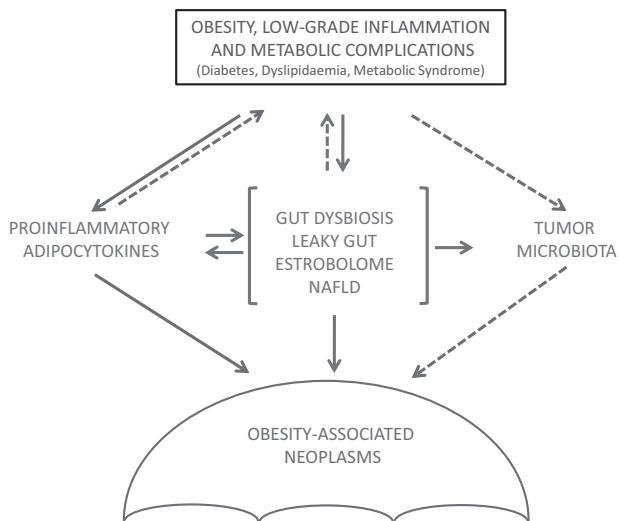 OBESITY, LOW-GRADE INFLAMMATION
AND METABOLIC COMPLICATIONS
(Diabetes, Dyslipidaemia, Metabolic Syndrome)
PROINFLAMMATORY
ADIPOCYTOKINES
GUT DYSBIOSIS
LEAKY GUT
ESTROBOLOME
NAFLD
TUMOR
MICROBIOTA
OBESITY-ASSOCIATED
NEOPLASMS